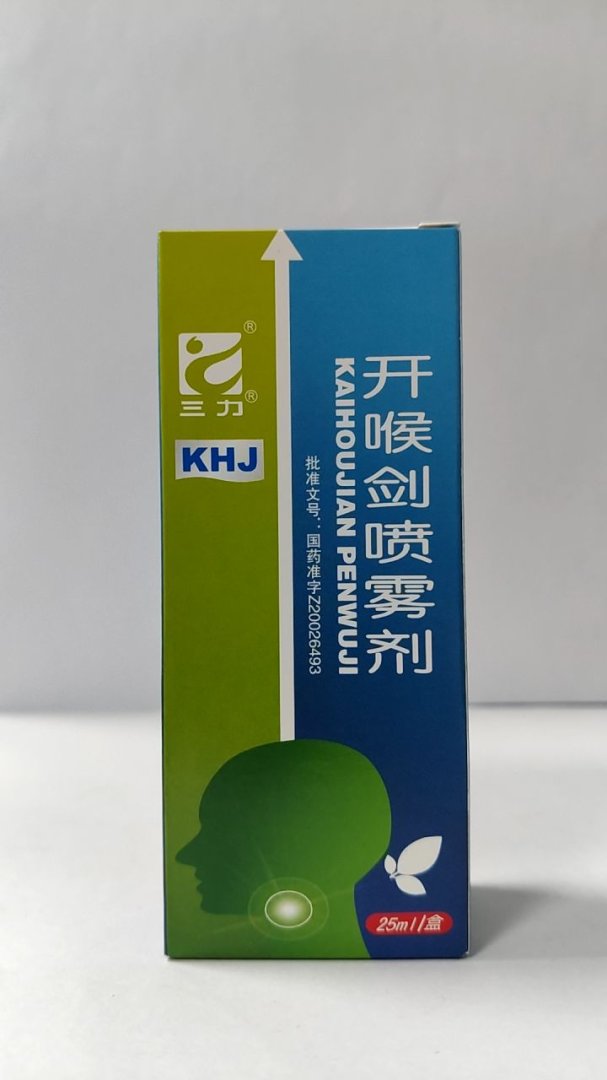 ®
三力®
KHJ
开喉剑喷雾剂
KAIHOUJIAN PENWUJI
批准文号：国药准字Z20026493
25ml/盒